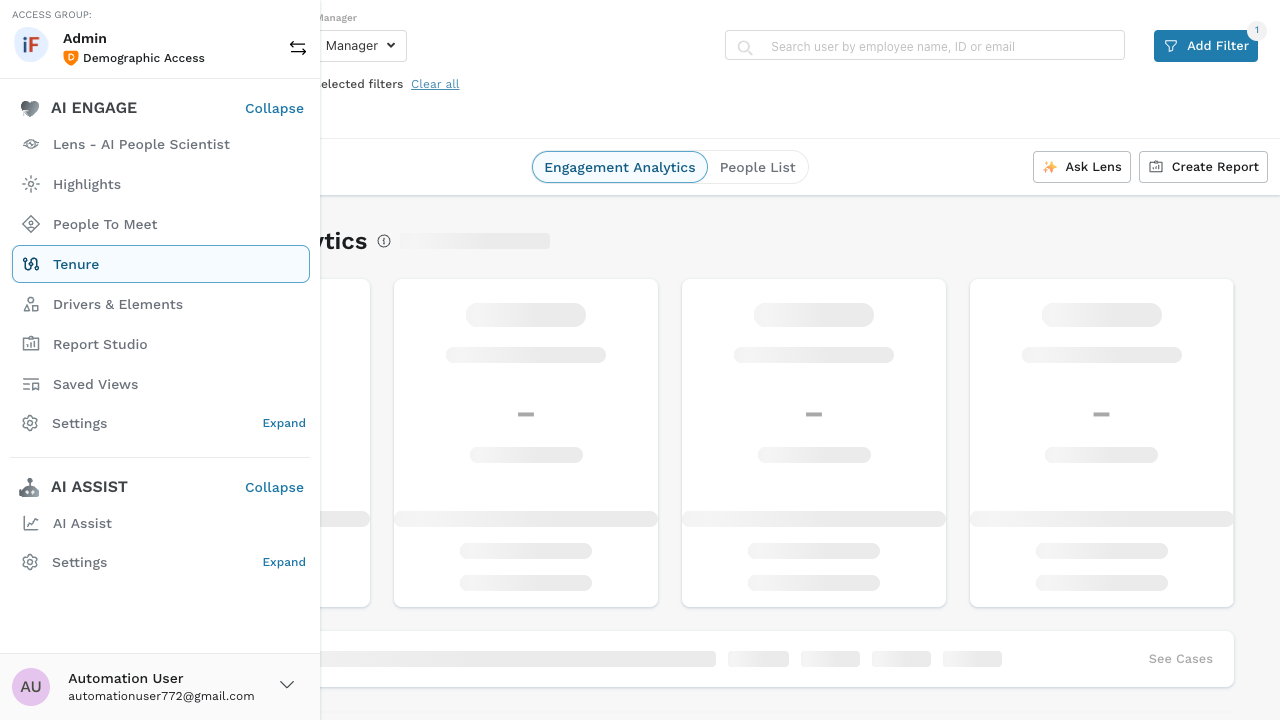 ACCESS GROUP:
iF
Admin
Demographic Access
AI ENGAGE
Collapse
Lens - AI People Scientist
Highlights
People To Meet
Tenure
Drivers & Elements
Report Studio
Saved Views
Settings
Expand
AI ASSIST
Collapse
AI Assist
Settings
Expand
AU
Automation User
automationuser772@gmail.com
Manager
Manager
Search user by employee name, ID or email
Add Filter
1
elected filters
Clear all
Engagement Analytics
People List
Ask Lens
Create Report
ytics
See Cases